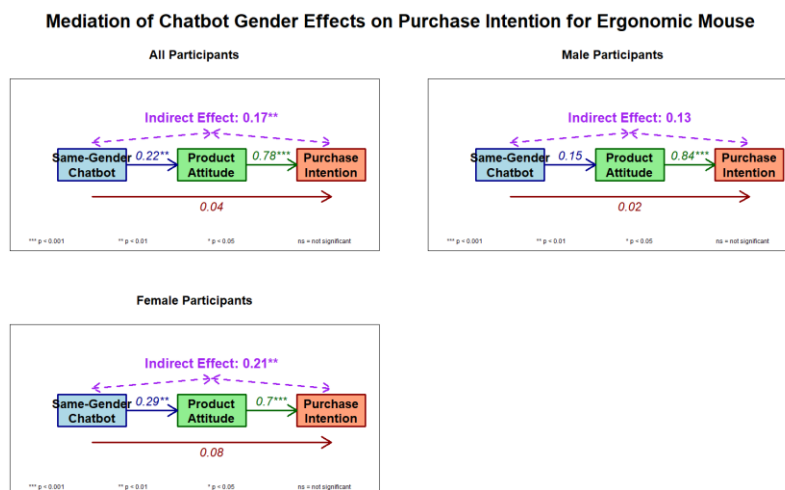 Mediation of Chatbot Gender Effects on Purchase Intention for Ergonomic Mouse
All Participants
Indirect Effect: 0.17**
Same-Gender Chatbot
0.22**
Product Attitude
0.78***
Purchase Intention
0.04
*** p < 0.001
** p < 0.01
* p < 0.05
ns = not significant
Male Participants
Indirect Effect: 0.13
Same-Gender Chatbot
0.15
Product Attitude
0.84***
Purchase Intention
0.02
*** p < 0.001
** p < 0.01
* p < 0.05
ns = not significant
Female Participants
Indirect Effect: 0.21**
Same-Gender Chatbot
0.29**
Product Attitude
0.7***
Purchase Intention
0.08
*** p < 0.001
** p < 0.01
* p < 0.05
ns = not significant